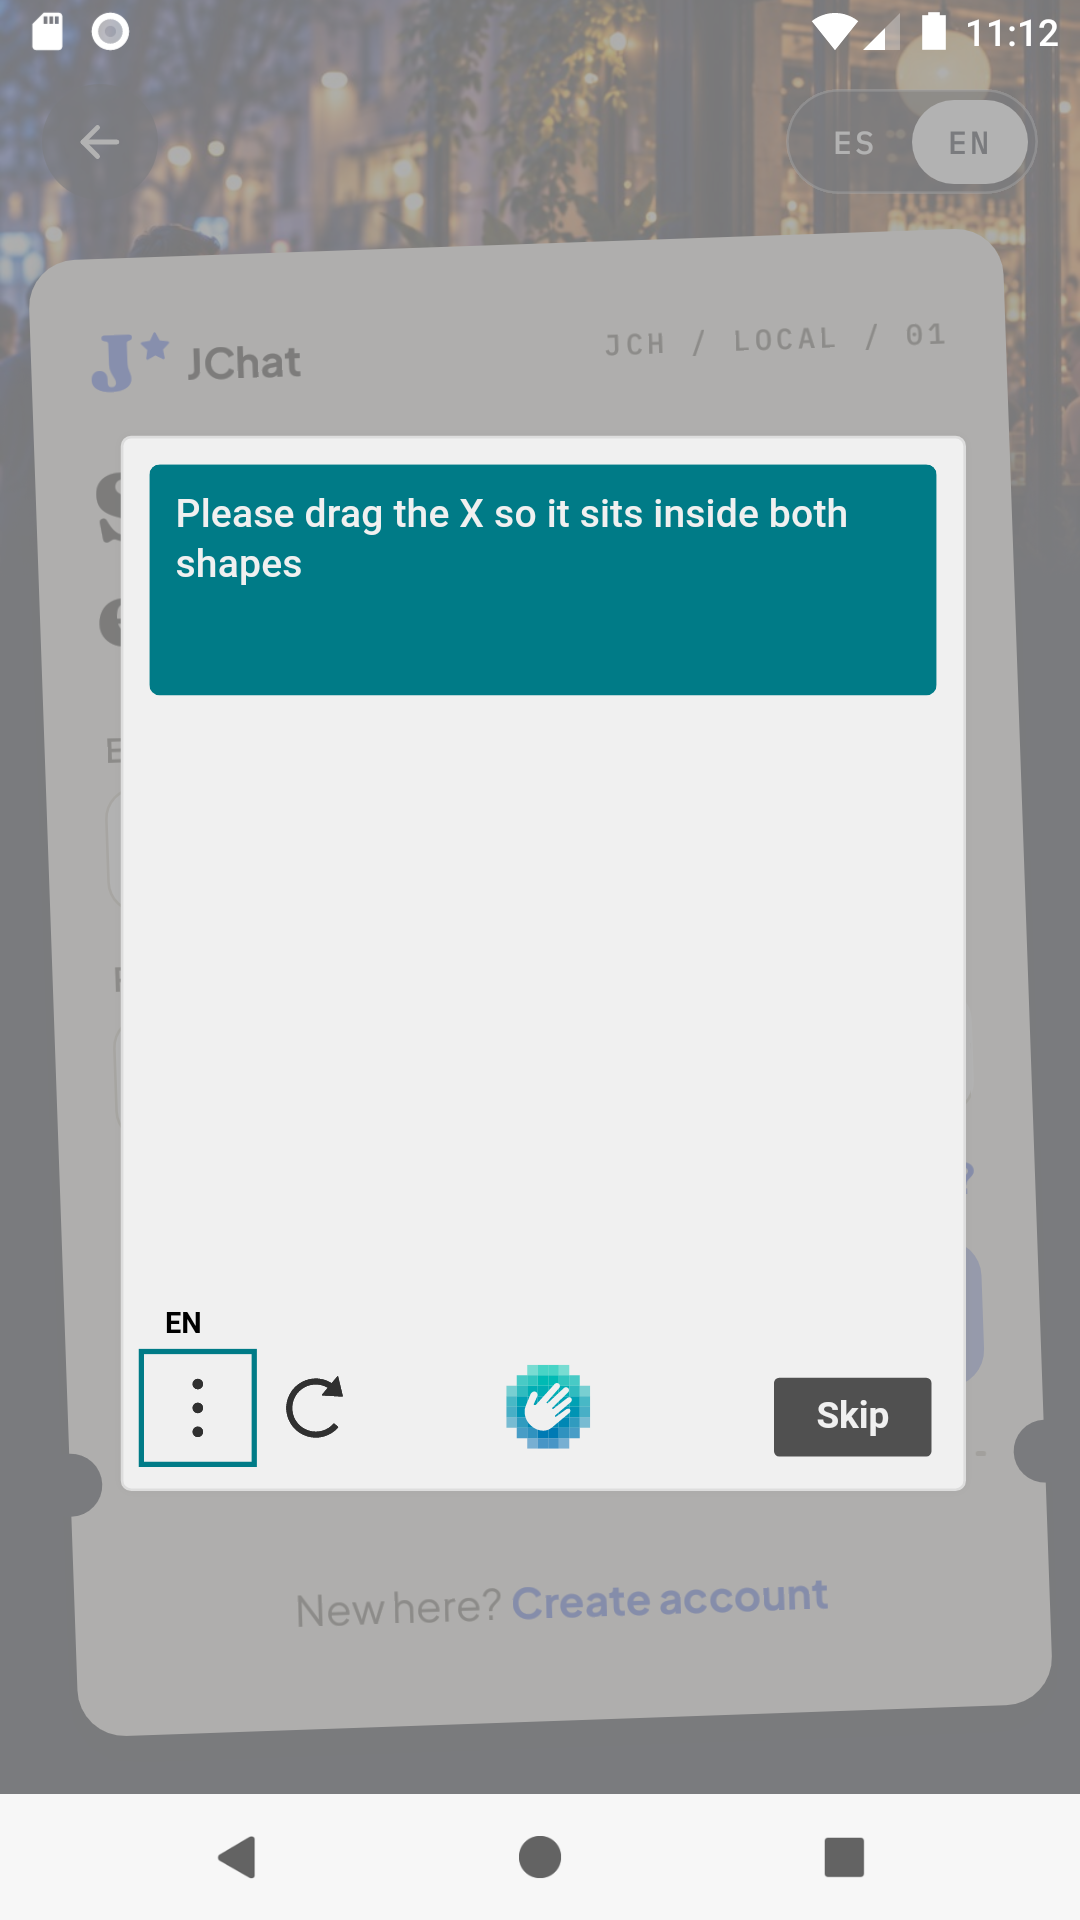 11:12
ES EN
JCH / LOCAL / 01
J JChat
Please drag the X so it sits inside both
shapes
EN
Skip
New here? Create account